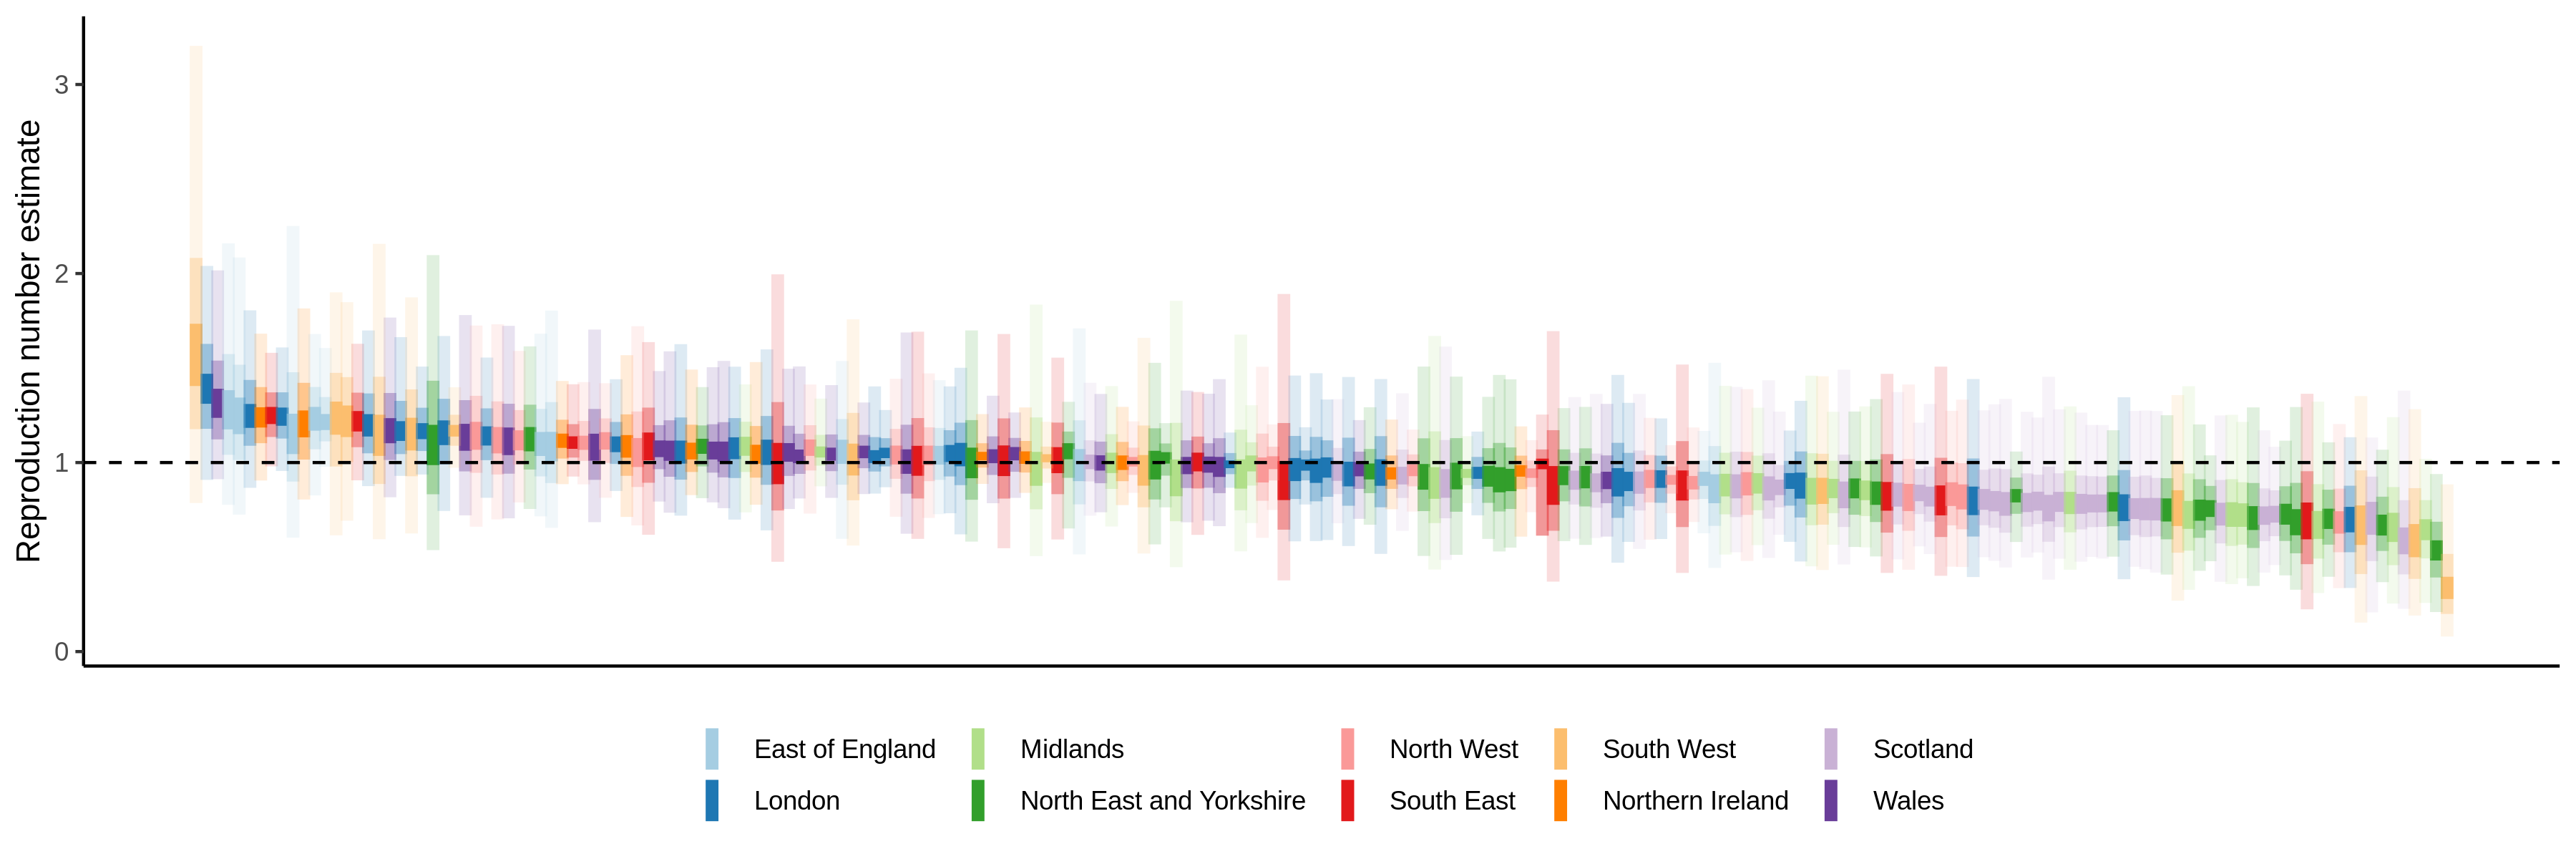 Reproduction number estimate
3
2
1
0
East of England
Midlands
North West
South West
Scotland
London
North East and Yorkshire
South East
Northern Ireland
Wales